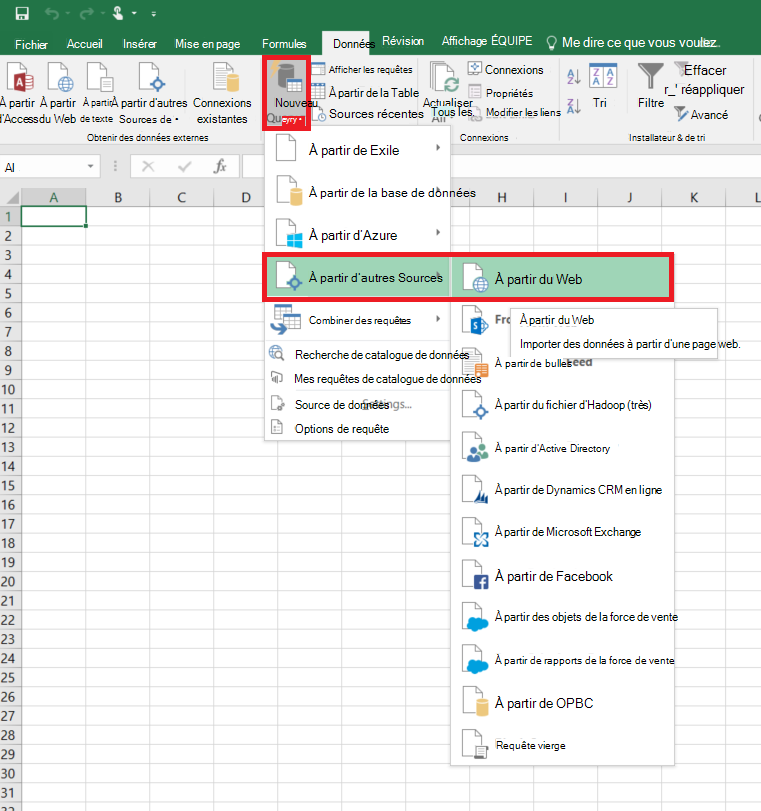 Fichier Accueil Insérer Mise en page Formules Données Révision Affichage ÉQUIPE Me dire ce que vous voulez...
À partir d'Access
À partir du Web
À partir de texte
À partir d'autres Sources de
Connexions existantes
Obtenir des données externes
Nouveau
Afficher les requêtes
À partir de la Table
Sources récentes
Actualiser Tous les
Connexions
Propriétés
Modifier les liens
Connexions
Tri
Filtre
Effacer
r_' réappliquer
Avancé
Installateur & de tri
AI
fx
A B C D H I J K L
1
2
3
4
5
6
7
8
9
10
11
12
13
14
15
16
17
18
19
20
21
22
23
24
25
26
27
28
29
30
31
À partir de Exile
À partir de la base de données
À partir d'Azure
À partir d'autres Sources
Combiner des requêtes
Recherche de catalogue de données
Mes requêtes de catalogue de données
Source de données
Settings...
Options de requête
À partir du Web
Fro
À partir du Web
Importer des données à partir d'une page web.
À partir de bulles
Feed
À partir du fichier d'Hadoop (très)
À partir d'Active Directory
À partir de Dynamics CRM en ligne
À partir de Microsoft Exchange
À partir de Facebook
À partir des objets de la force de vente
À partir de rapports de la force de vente
À partir de OPBC
Requête vierge